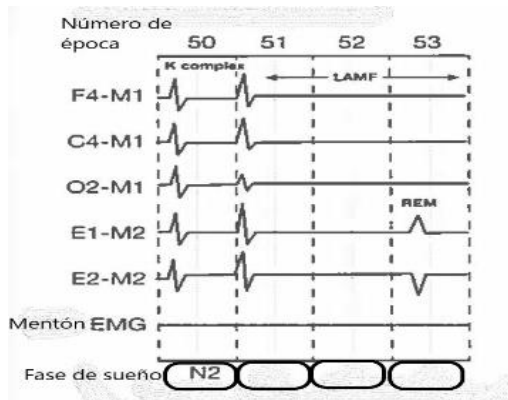 Número de época 50 51 52 53
K complex LAMF
F4-M1
C4-M1
O2-M1
REM
E1-M2
E2-M2
Mentón EMG
Fase de sueño N2